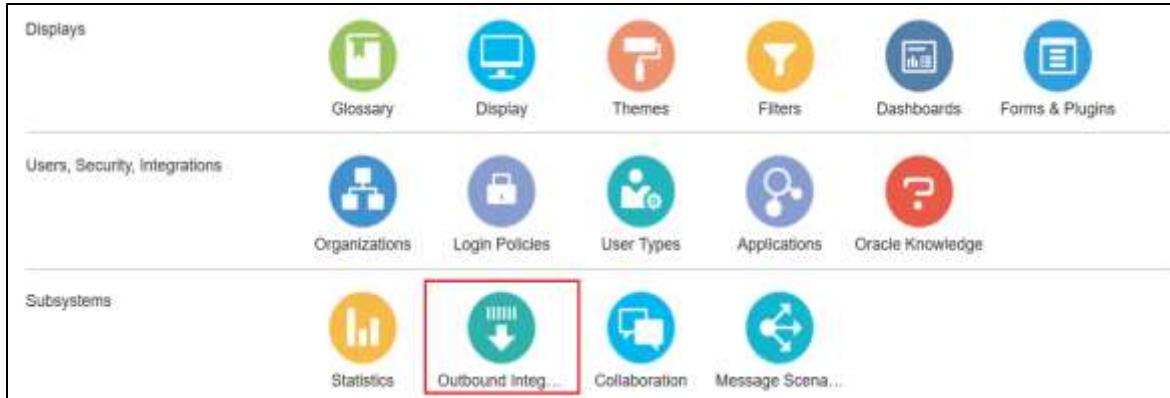 Displays
Glossary
Display
Themes
Filters
Dashboards
Forms & Plugins
Users, Security, Integrations
Organizations
Login Policies
User Types
Applications
Oracle Knowledge
Subsystems
Statistics
Outbound Integ...
Collaboration
Message Scena...